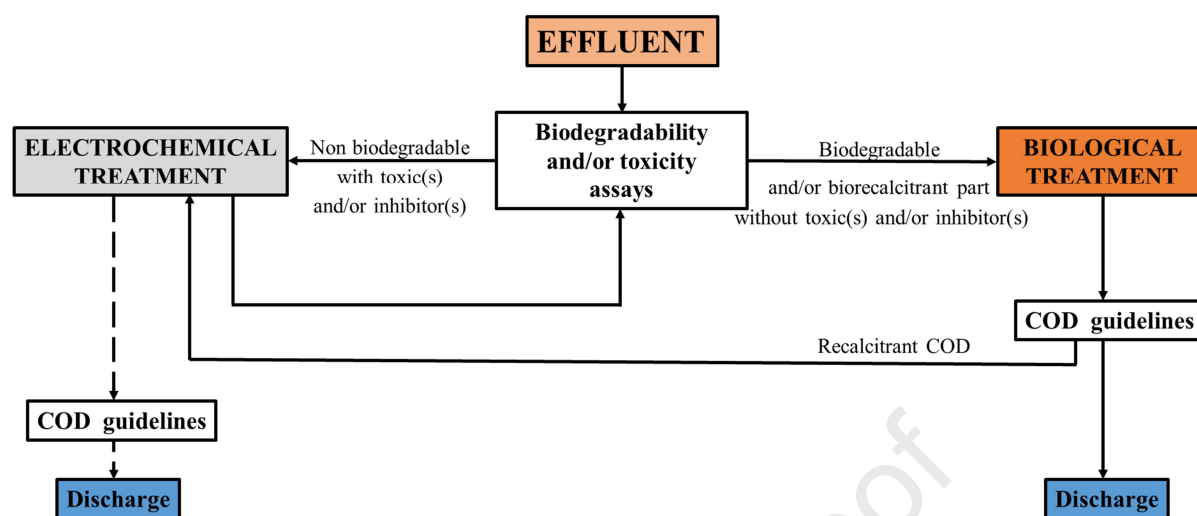 EFFLUENT
Biodegradability
and/or toxicity
assays
ELECTROCHEMICAL
TREATMENT
Non biodegradable
with toxic(s)
and/or inhibitor(s)
Biodegradable
and/or biorecalcitrant part
without toxic(s) and/or inhibitor(s)
BIOLOGICAL
TREATMENT
COD guidelines
Recalcitrant COD
COD guidelines
Discharge
Discharge